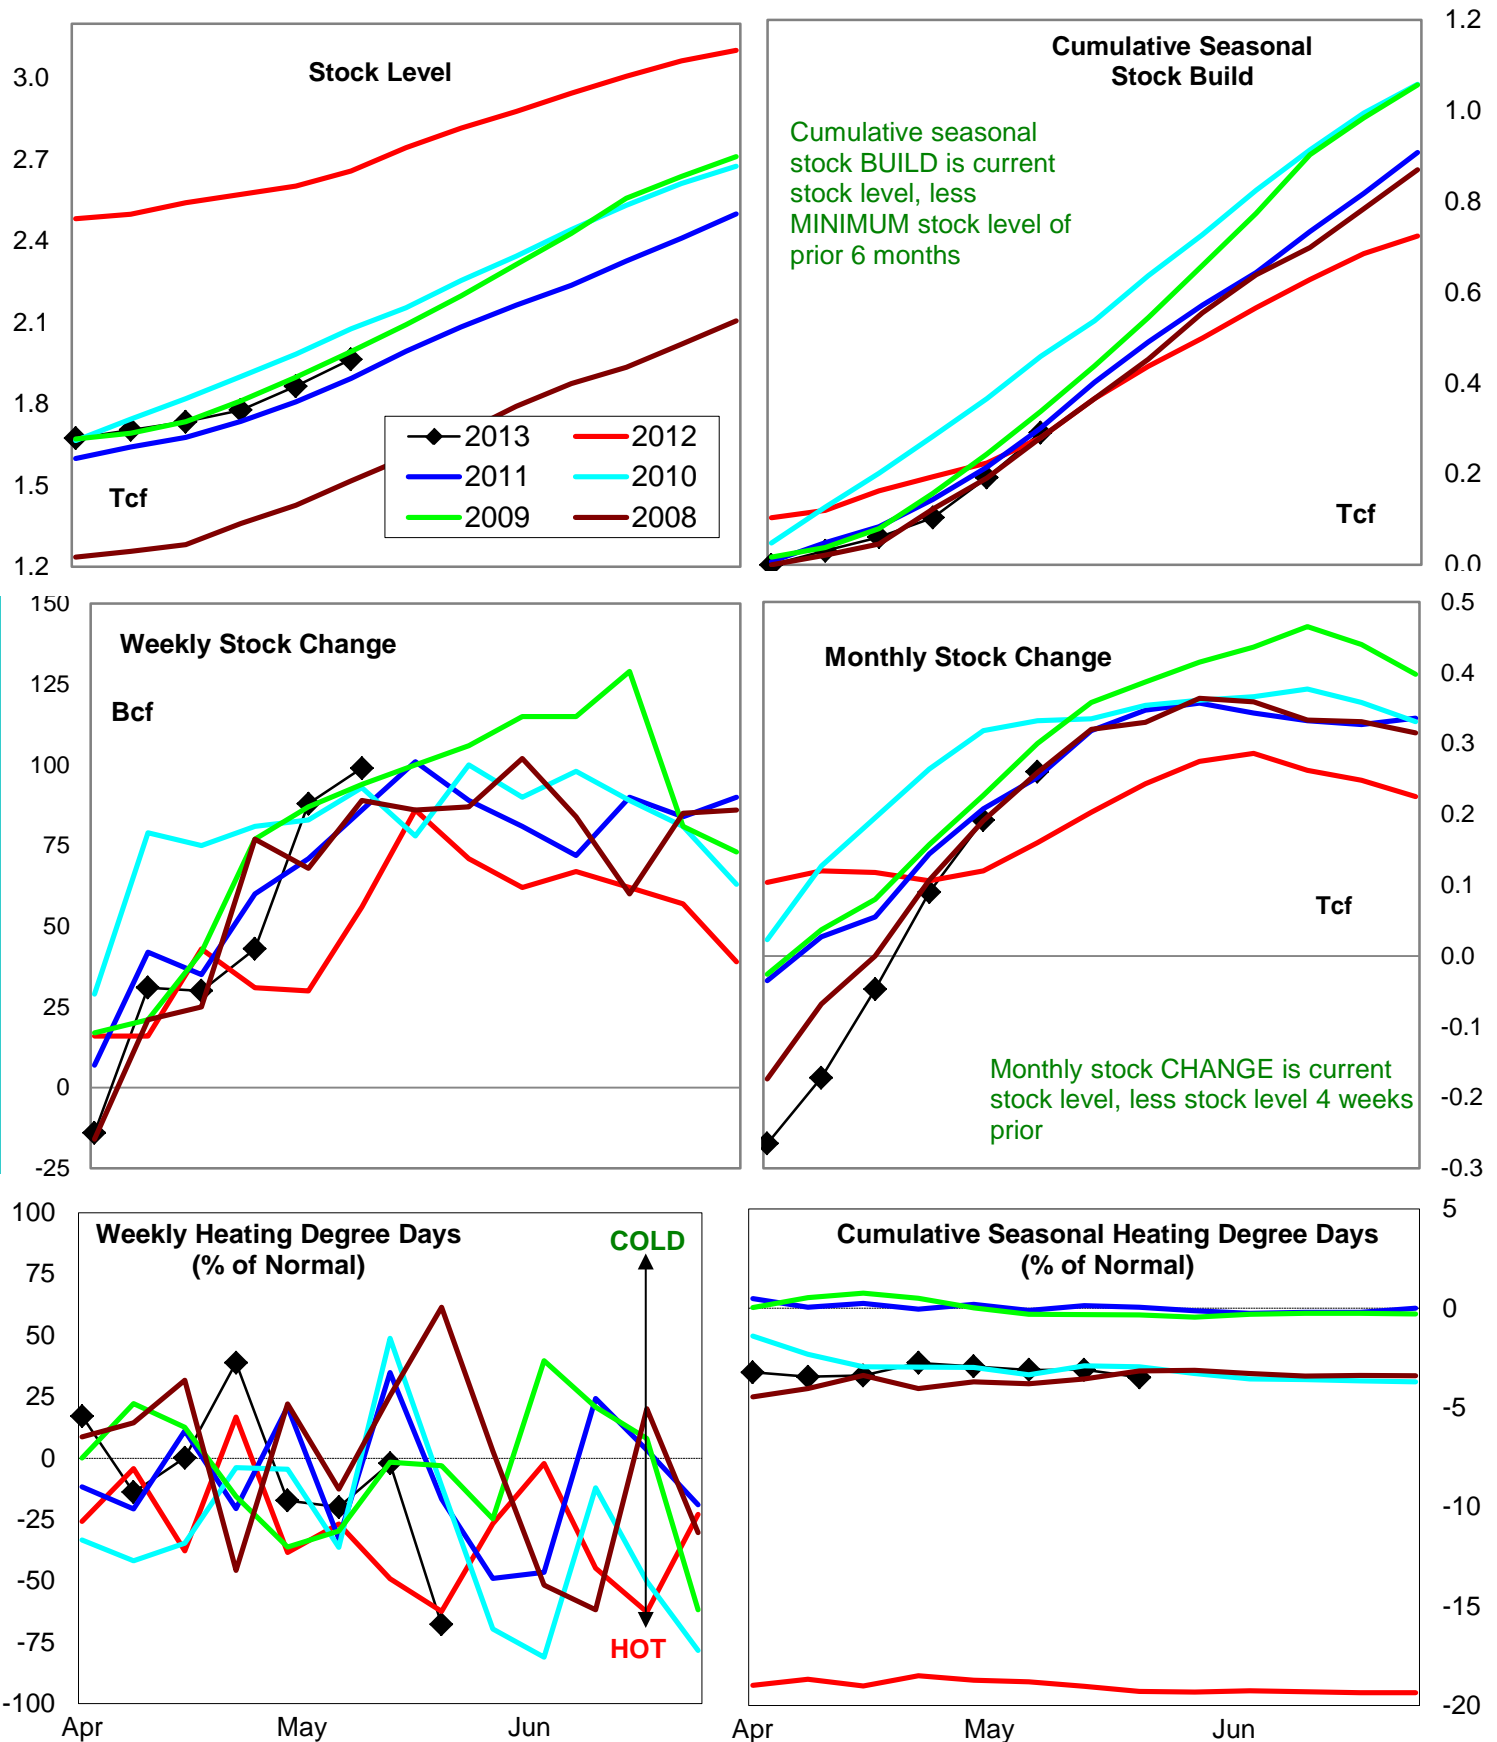 Stock Level
3.0
2.7
2.4
2.1
1.8
1.5
1.2
Tcf
2013
2012
2011
2010
2009
2008
Cumulative Seasonal
Stock Build
Cumulative seasonal
stock BUILD is current
stock level, less
MINIMUM stock level of
prior 6 months
Tcf
1.2
1.0
0.8
0.6
0.4
0.2
0.0
Weekly Stock Change
Bcf
150
125
100
75
50
25
0
-25
Monthly Stock Change
Tcf
Monthly stock CHANGE is current
stock level, less stock level 4 weeks
prior
0.5
0.4
0.3
0.2
0.1
0.0
-0.1
-0.2
-0.3
Weekly Heating Degree Days
(% of Normal)
COLD
HOT
100
75
50
25
0
-25
-50
-75
-100
Apr
May
Jun
Cumulative Seasonal Heating Degree Days
(% of Normal)
5
0
-5
-10
-15
-20
Apr
May
Jun